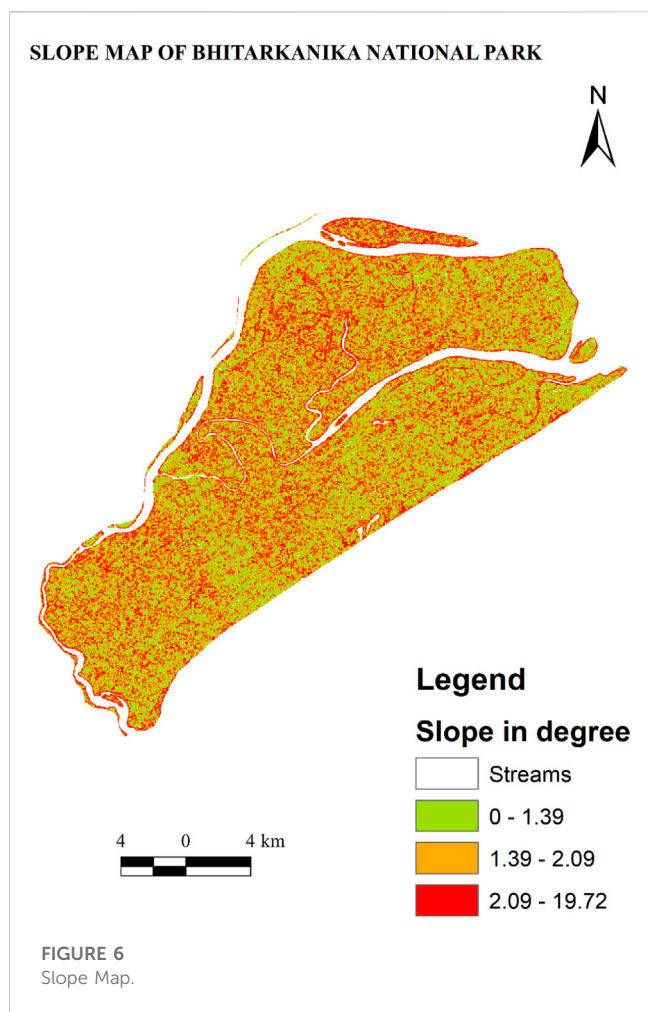 SLOPE MAP OF BHITARKANIKA NATIONAL PARK
N
Legend
Slope in degree
Streams
0 - 1.39
1.39 - 2.09
2.09 - 19.72
4 0 4 km
FIGURE 6
Slope Map.